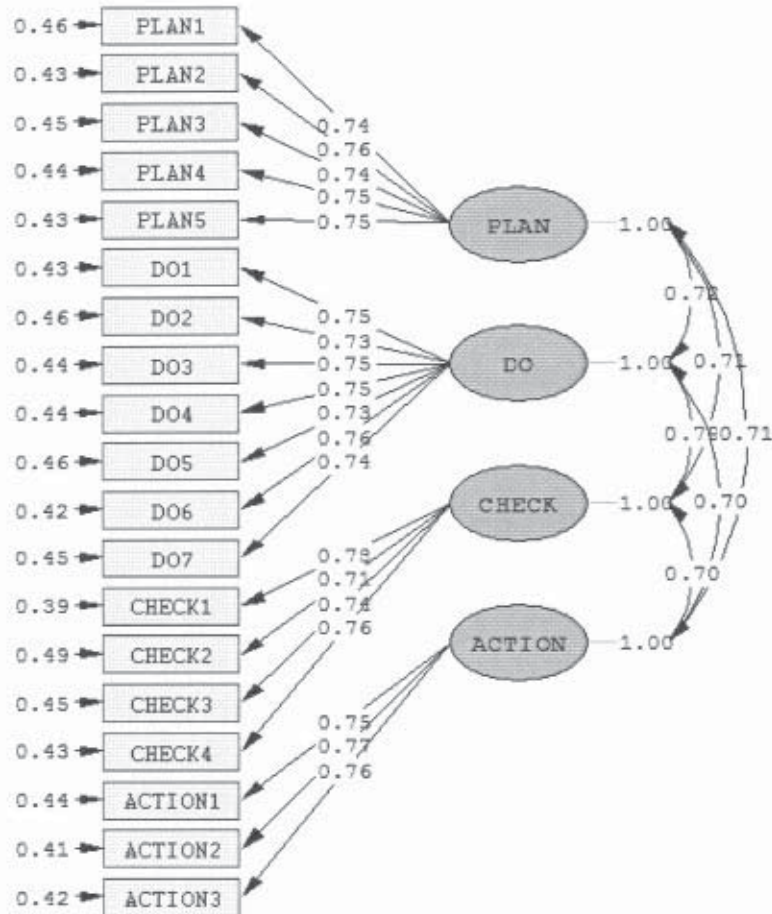 0.46 PLAN1
0.43 PLAN2
0.45 PLAN3
0.74
0.76
0.44 PLAN4
0.74
0.75
0.43 PLAN5
0.75
PLAN 1.00
0.43 DO1
0.72
0.46 DO2
0.75
0.73
0.44 DO3
0.75
DO 1.00
0.71
0.44 DO4
0.75
0.73
0.46 DO5
0.76
0.71
0.74
0.42 DO6
CHECK 1.00
0.70
0.45 DO7
0.78
0.71
0.70
0.39 CHECK1
0.76
0.49 CHECK2
ACTION 1.00
0.45 CHECK3
0.43 CHECK4
0.75
0.77
0.44 ACTION1
0.76
0.41 ACTION2
0.42 ACTION3